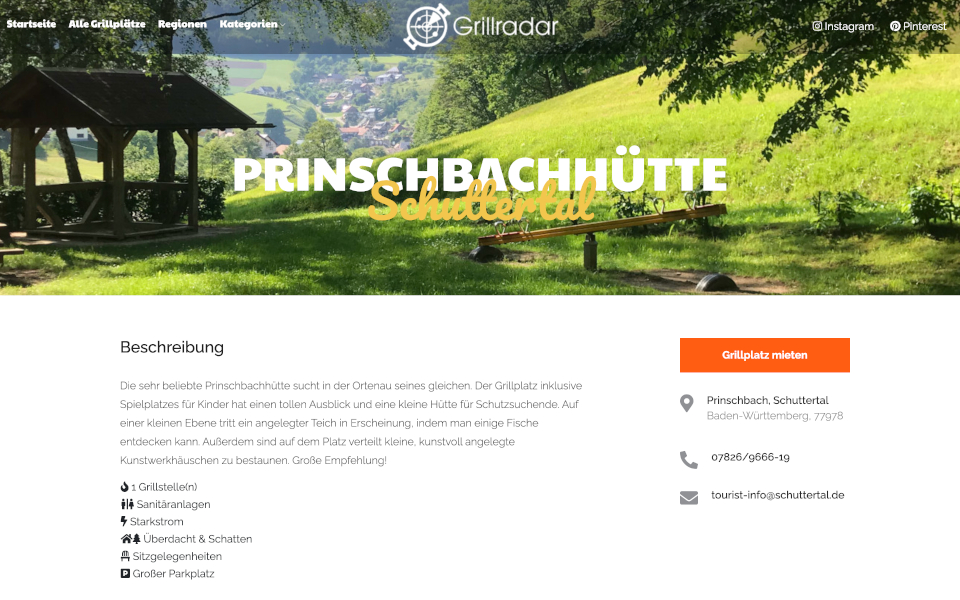 Startseite Alle Grillplätze Regionen Kategorien
Grillradar
Instagram Pinterest
PRINSCHBACHHÜTTE
Schuttertal
Beschreibung
Die sehr beliebte Prinschbachhütte sucht in der Ortenau seines gleichen. Der Grillplatz inklusive
Spielplatzes für Kinder hat einen tollen Ausblick und eine kleine Hütte für Schutzsuchende. Auf
einer kleinen Ebene tritt ein angelegter Teich in Erscheinung, indem man einige Fische
entdecken kann. Außerdem sind auf dem Platz verteilt kleine, kunstvoll angelegte
Kunstwerkhäuschen zu bestaunen. Große Empfehlung!
1 Grillstelle(n)
Sanitäranlagen
Starkstrom
Überdacht & Schatten
Sitzgelegenheiten
Großer Parkplatz
Grillplatz mieten
Prinschbach, Schuttertal
Baden-Württemberg, 77978
07826/9666-19
tourist-info@schuttertal.de